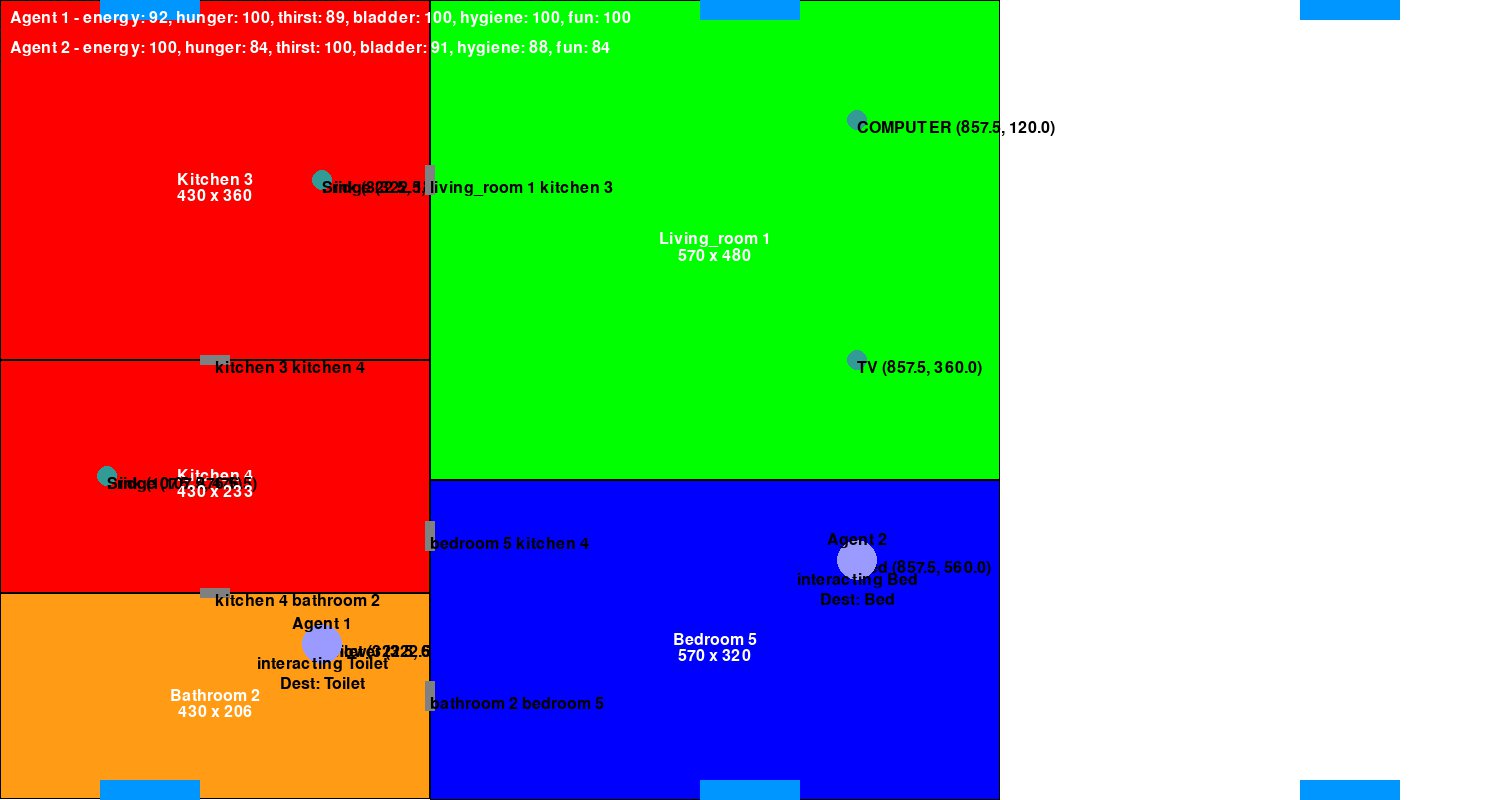 Agent 1 - energy: 92, hunger: 100, thirst: 89, bladder: 100, hygiene: 100, fun: 100
Agent 2 - energy: 100, hunger: 84, thirst: 100, bladder: 91, hygiene: 88, fun: 84
COMPUTER (857.5, 120.0)
Kitchen 3
430 x 360
living_room 1 kitchen 3
Living_room 1
570 x 480
kitchen 3 kitchen 4
TV (857.5, 360.0)
Kitchen 4
430 x 233
bedroom 5 kitchen 4
Agent 2
(857.5, 560.0)
interacting Bed
Dest: Bed
kitchen 4 bathroom 2
Agent 1
interacting Toilet
Dest: Toilet
Bedroom 5
570 x 320
Bathroom 2
430 x 206
bathroom 2 bedroom 5